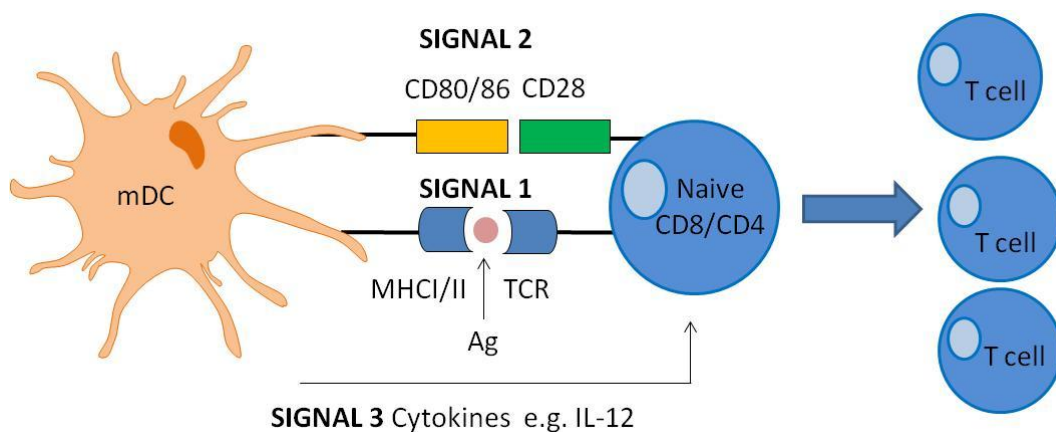 SIGNAL 2
CD80/86 CD28
T cell
mDC
SIGNAL 1
Naive
CD8/CD4
T cell
MHCI/II TCR
Ag
T cell
SIGNAL 3 Cytokines e.g. IL-12